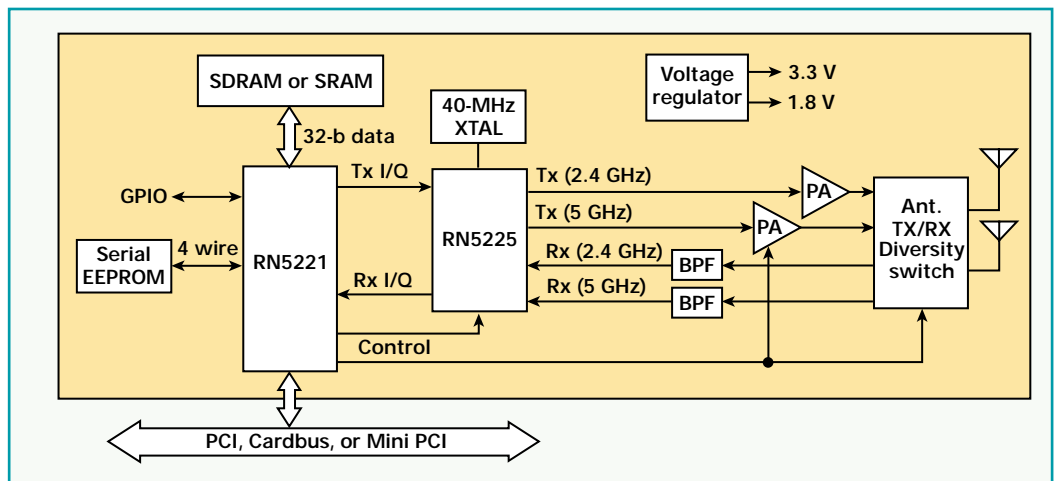 SDRAM or SRAM
32-b data
40-MHz
XTAL
Voltage
regulator
3.3 V
1.8 V
GPIO
Serial
EEPROM
4 wire
RN5221
Tx I/Q
Rx I/Q
RN5225
Tx (2.4 GHz)
Tx (5 GHz)
Rx (2.4 GHz)
Rx (5 GHz)
PA
PA
BPF
BPF
Ant.
TX/RX
Diversity
switch
Control
PCI, Cardbus, or Mini PCI